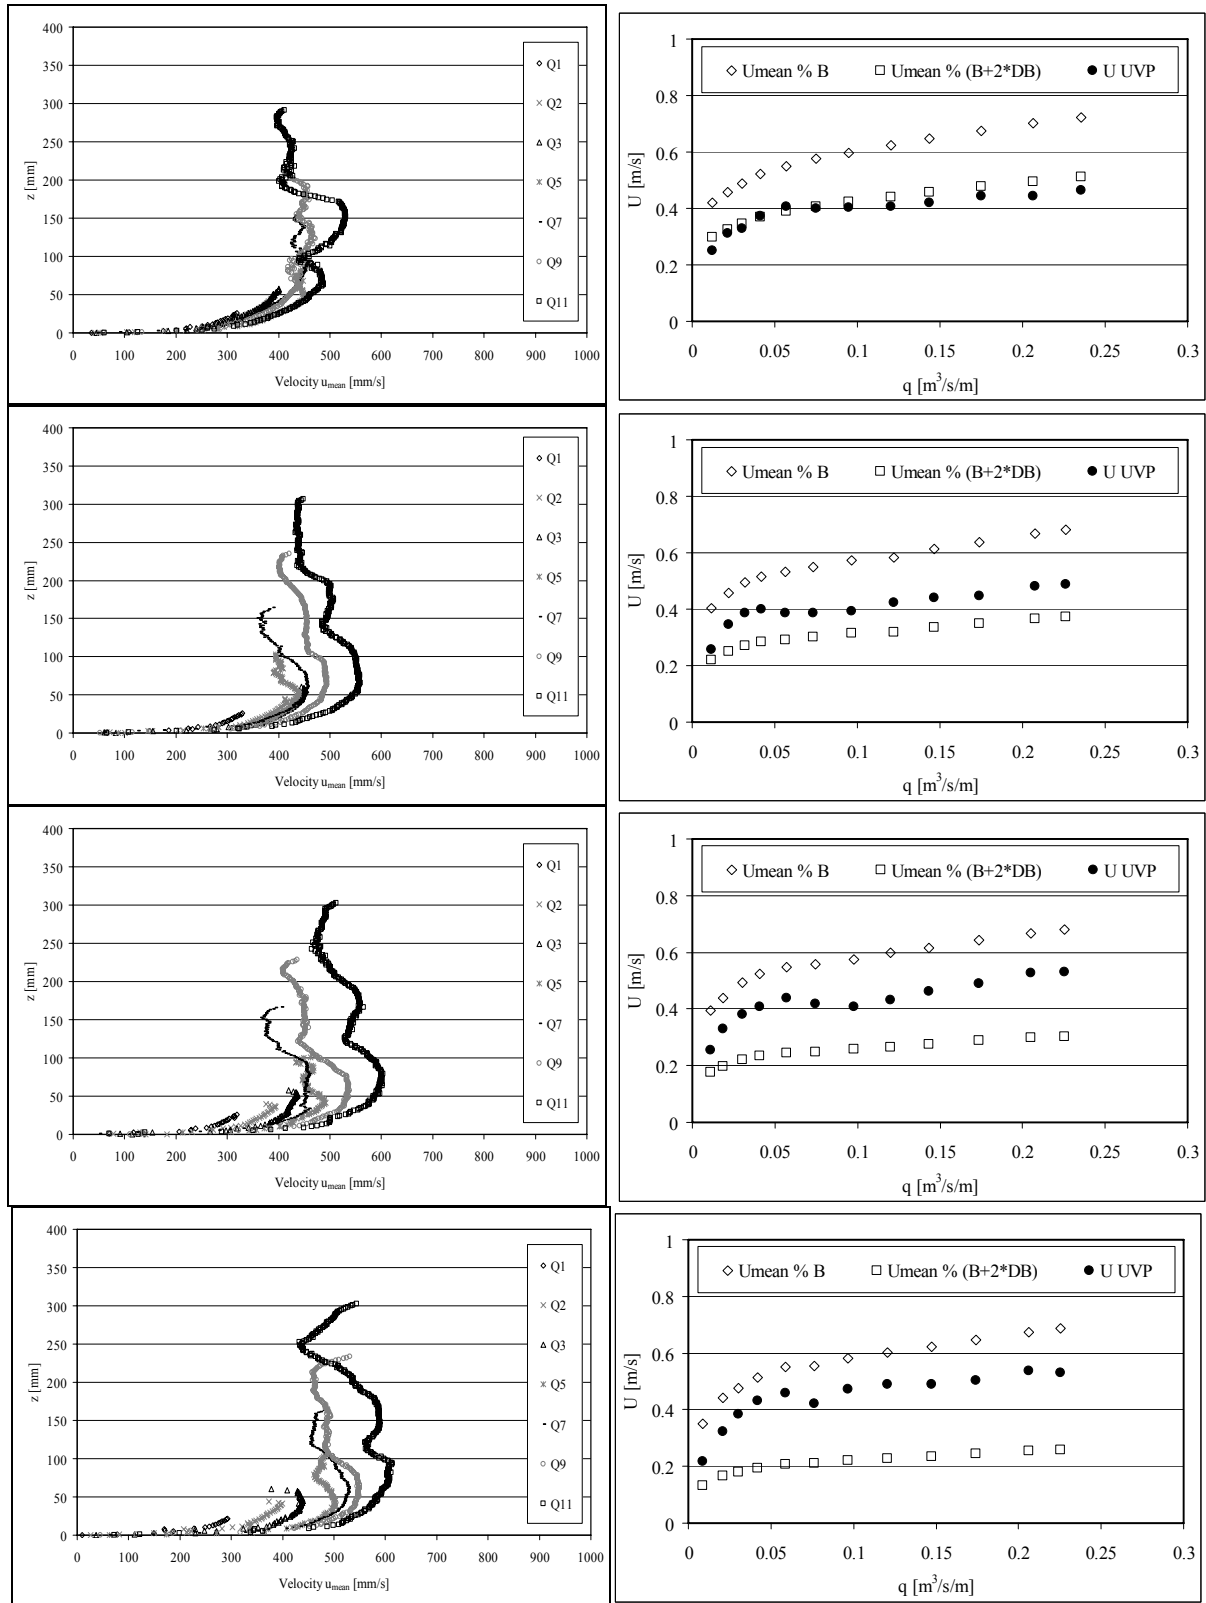 400
350
300
250
200
150
100
50
0
z [mm]
0 100 200 300 400 500 600 700 800 900 1000
Velocity umean [mm/s]
Q1
Q2
Q3
Q5
Q7
Q9
Q11
1
0.8
0.6
0.4
0.2
0
U [m/s]
Umean % B Umean % (B+2*DB) U UVP
0 0.05 0.1 0.15 0.2 0.25 0.3
q [m³/s/m]
400
350
300
250
200
150
100
50
0
z [mm]
0 100 200 300 400 500 600 700 800 900 1000
Velocity umean [mm/s]
Q1
Q2
Q3
Q5
Q7
Q9
Q11
1
0.8
0.6
0.4
0.2
0
U [m/s]
Umean % B Umean % (B+2*DB) U UVP
0 0.05 0.1 0.15 0.2 0.25 0.3
q [m³/s/m]
400
350
300
250
200
150
100
50
0
z [mm]
0 100 200 300 400 500 600 700 800 900 1000
Velocity umean [mm/s]
Q1
Q2
Q3
Q5
Q7
Q9
Q11
1
0.8
0.6
0.4
0.2
0
U [m/s]
Umean % B Umean % (B+2*DB) U UVP
0 0.05 0.1 0.15 0.2 0.25 0.3
q [m³/s/m]
400
350
300
250
200
150
100
50
0
z [mm]
0 100 200 300 400 500 600 700 800 900 1000
Velocity umean [mm/s]
Q1
Q2
Q3
Q5
Q7
Q9
Q11
1
0.8
0.6
0.4
0.2
0
U [m/s]
Umean % B Umean % (B+2*DB) U UVP
0 0.05 0.1 0.15 0.2 0.25 0.3
q [m³/s/m]